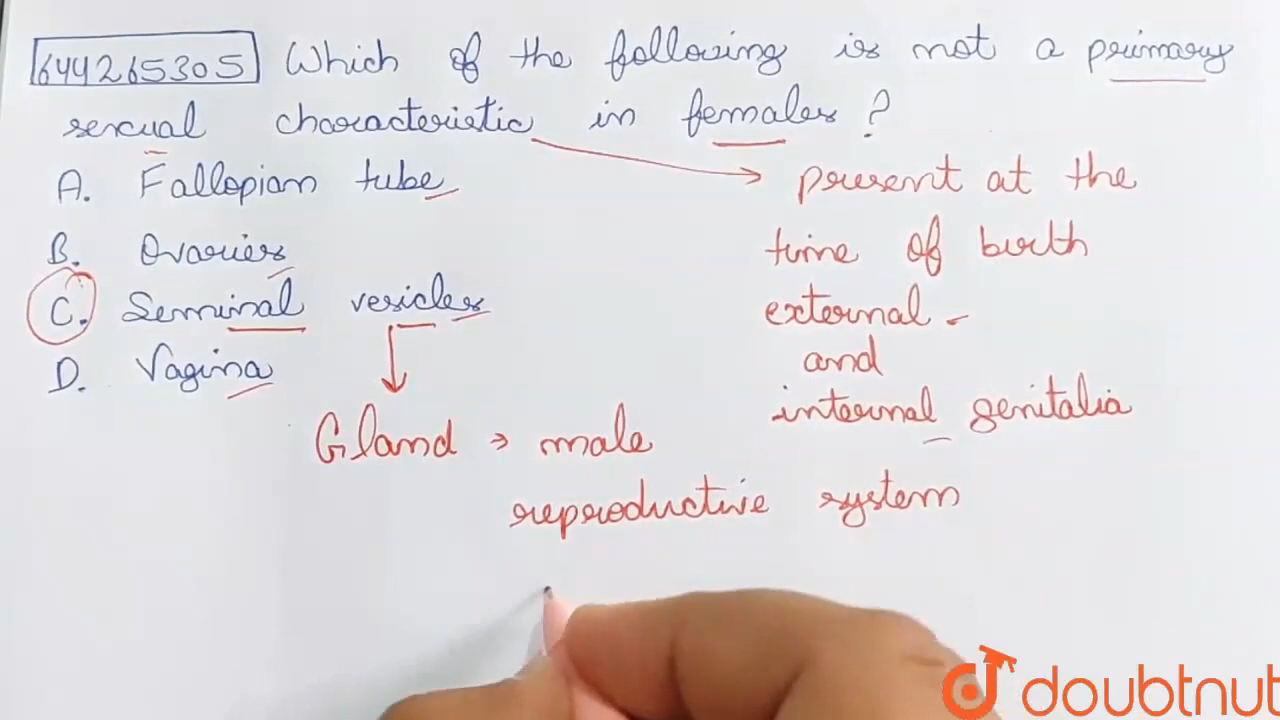 644265305 Which of the following is not a primary
sexual characteristic in females?
A. Fallopian tube
B. Ovaries
C. Seminal vesicles
D. Vagina
present at the
time of birth
external
and
internal genitalia
Gland → male
reproductive system
doubtnut